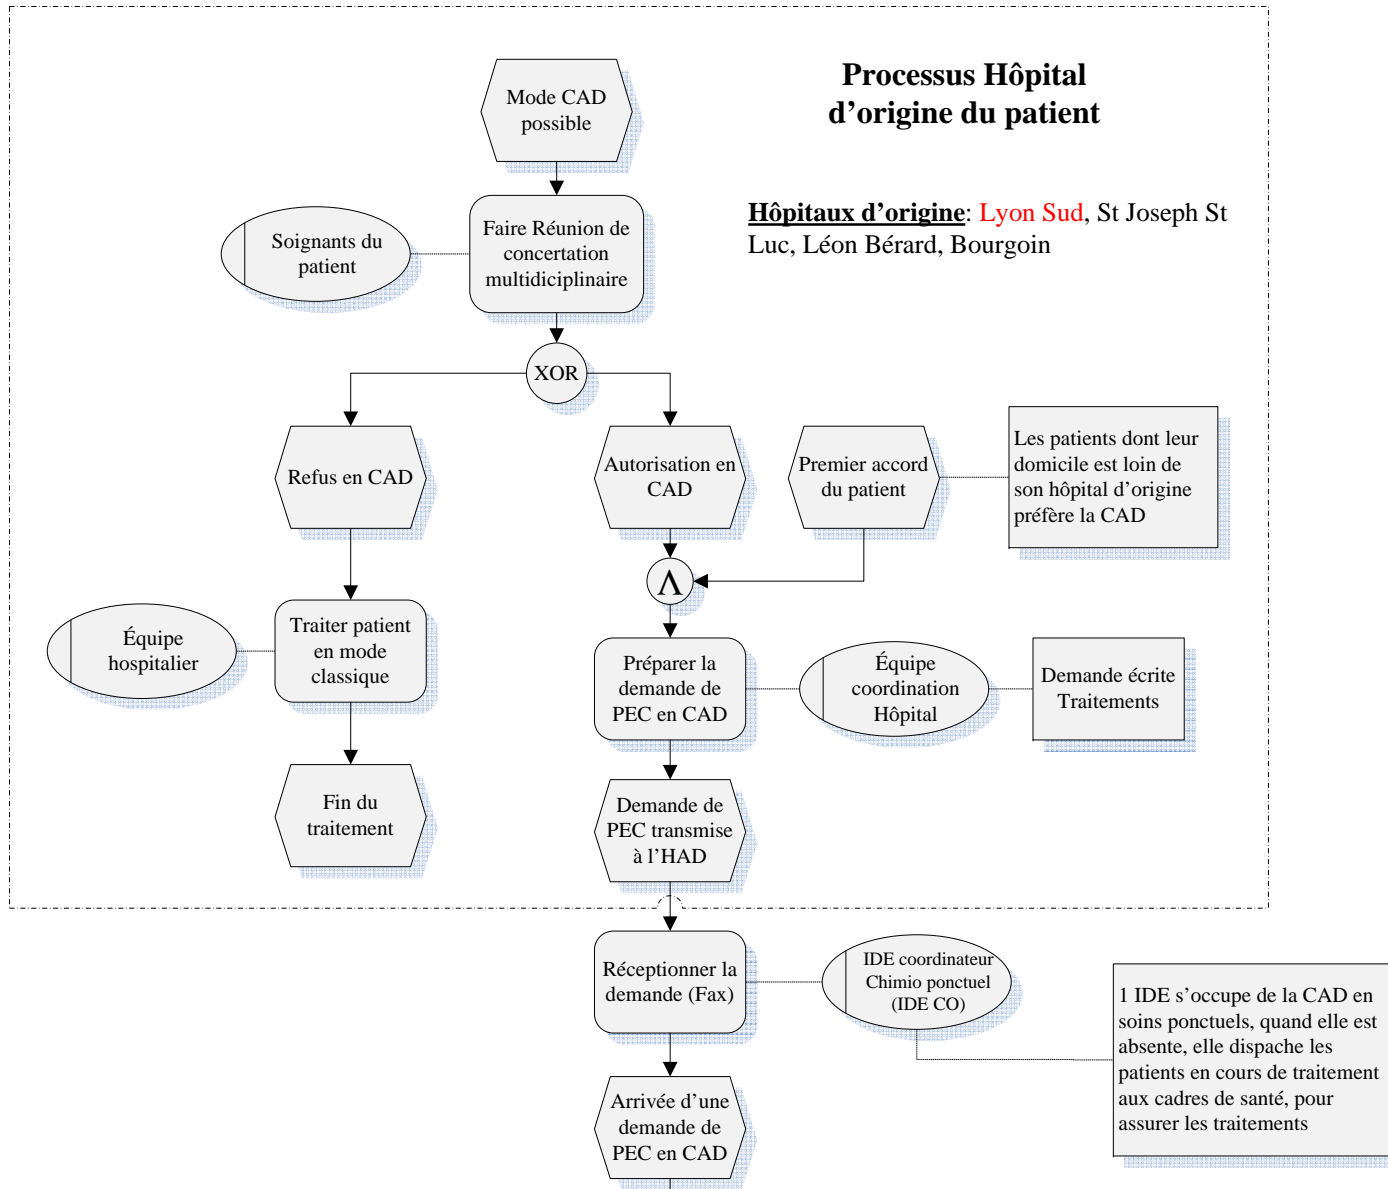 Processus Hôpital
d'origine du patient
Mode CAD
possible
Hôpitaux d'origine: Lyon Sud, St Joseph St
Luc, Léon Bérard, Bourgoin
Soignants du
patient
Faire Réunion de
concertation
multidiciplinaire
XOR
Refus en CAD
Autorisation en
CAD
Premier accord
du patient
Les patients dont leur
domicile est loin de
son hôpital d'origine
préfère la CAD
Λ
Équipe
hospitalier
Traiter patient
en mode
classique
Préparer la
demande de
PEC en CAD
Équipe
coordination
Hôpital
Demande écrite
Traitements
Fin du
traitement
Demande de
PEC transmise
à l'HAD
Réceptionner la
demande (Fax)
IDE coordinateur
Chimio ponctuel
(IDE CO)
1 IDE s'occupe de la CAD en
soins ponctuels, quand elle est
absente, elle dispache les
patients en cours de traitement
aux cadres de santé, pour
assurer les traitements
Arrivée d'une
demande de
PEC en CAD